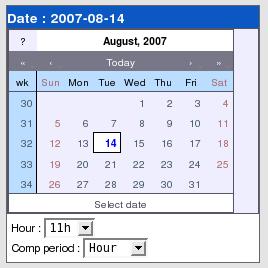 Date : 2007-08-14
? August, 2007
« ‹ Today › »
wk Sun Mon Tue Wed Thu Fri Sat
30 1 2 3 4
31 5 6 7 8 9 10 11
32 12 13 14 15 16 17 18
33 19 20 21 22 23 24 25
34 26 27 28 29 30 31
Select date
Hour : 11h
Comp period : Hour